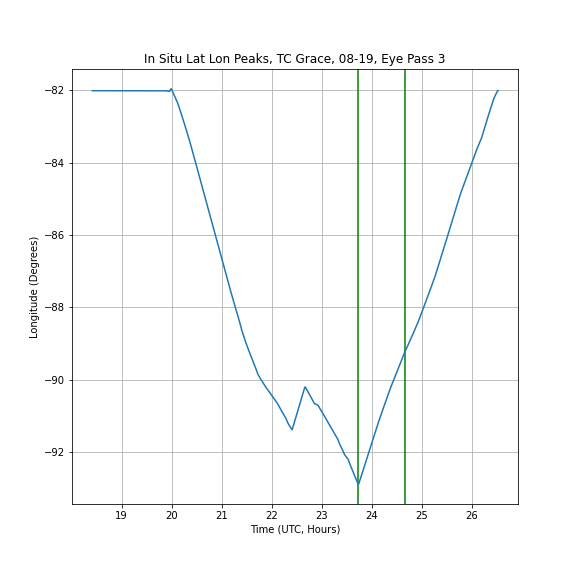 In Situ Lat Lon Peaks, TC Grace, 08-19, Eye Pass 3
−82
−84
−86
−88
−90
−92
Longitude (Degrees)
19 20 21 22 23 24 25 26
Time (UTC, Hours)